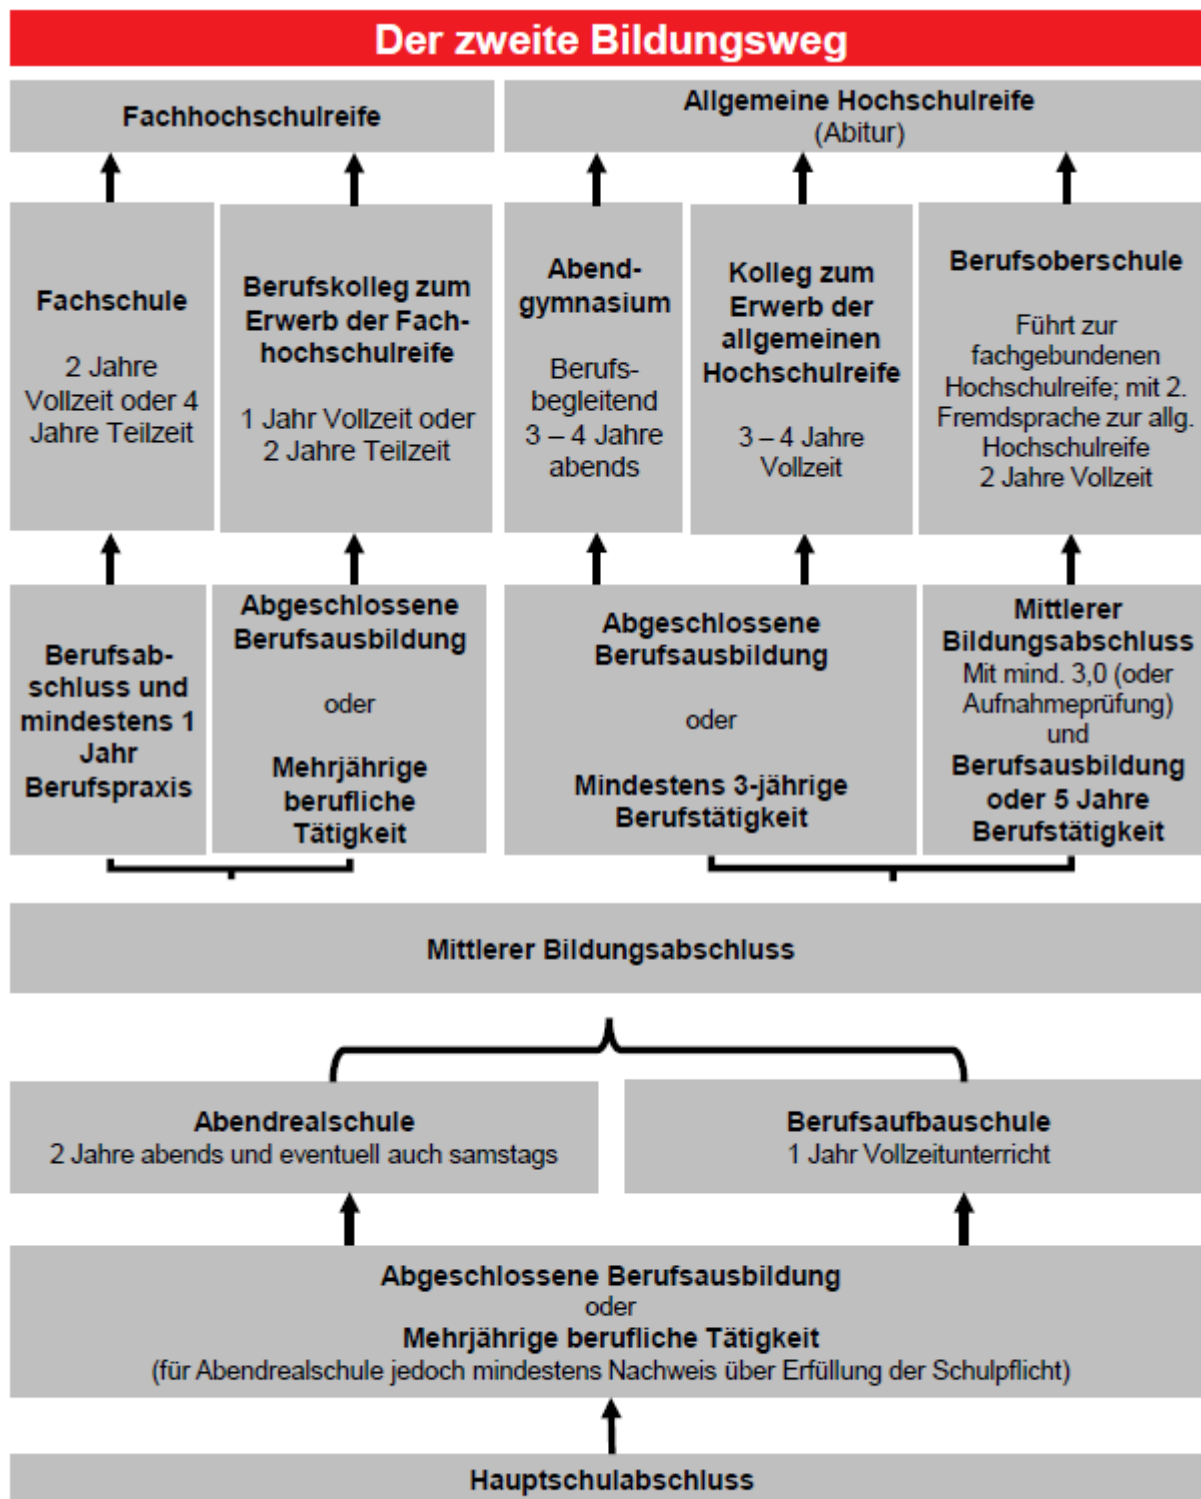 Der zweite Bildungsweg
Fachhochschulreife
Allgemeine Hochschulreife
(Abitur)
Fachschule
2 Jahre
Vollzeit oder 4
Jahre Teilzeit
Berufskolleg zum
Erwerb der Fach-
hochschulreife
1 Jahr Vollzeit oder
2 Jahre Teilzeit
Abend-
gymnasium
Berufs-
begleitend
3 – 4 Jahre
abends
Kolleg zum
Erwerb der
allgemeinen
Hochschulreife
3 – 4 Jahre
Vollzeit
Berufsoberschule
Führt zur
fachgebundenen
Hochschulreife; mit 2.
Fremdsprache zur allg.
Hochschulreife
2 Jahre Vollzeit
Berufsab-
schluss und
mindestens 1
Jahr
Berufspraxis
Abgeschlossene
Berufsausbildung
oder
Mehrjährige
berufliche
Tätigkeit
Abgeschlossene
Berufsausbildung
oder
Mindestens 3-jährige
Berufstätigkeit
Mittlerer
Bildungsabschluss
Mit mind. 3,0 (oder
Aufnahmeprüfung)
und
Berufsausbildung
oder 5 Jahre
Berufstätigkeit
Mittlerer Bildungsabschluss
Abendrealschule
2 Jahre abends und eventuell auch samstags
Berufsaufbauschule
1 Jahr Vollzeitunterricht
Abgeschlossene Berufsausbildung
oder
Mehrjährige berufliche Tätigkeit
(für Abendrealschule jedoch mindestens Nachweis über Erfüllung der Schulpflicht)
Hauptschulabschluss